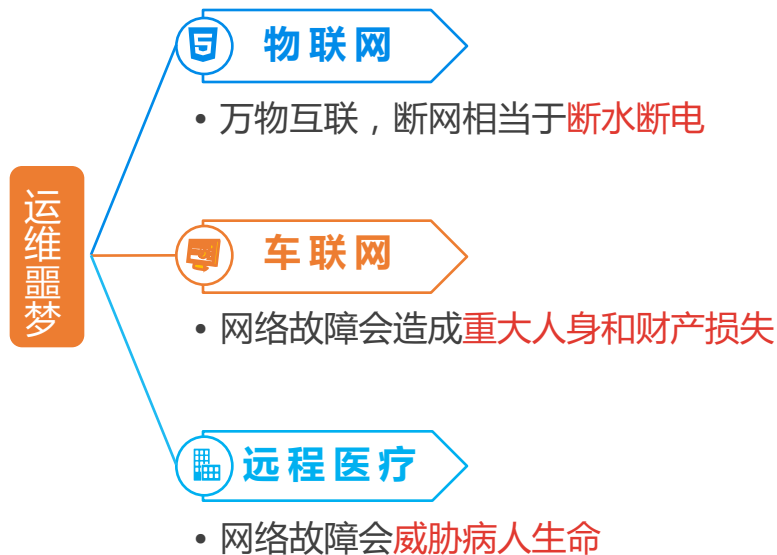 运维噩梦
物联网
• 万物互联，断网相当于断水断电
车联网
• 网络故障会造成重大人身和财产损失
远程医疗
• 网络故障会威胁病人生命